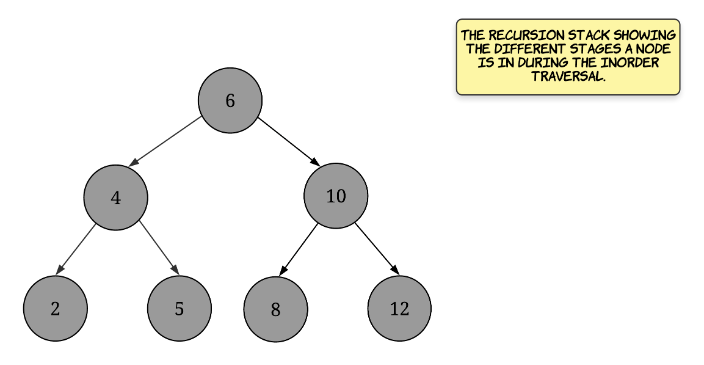 THE RECURSION STACK SHOWING
THE DIFFERENT STAGES A NODE
IS IN DURING THE INORDER
TRAVERSAL.
6
4
10
2
5
8
12